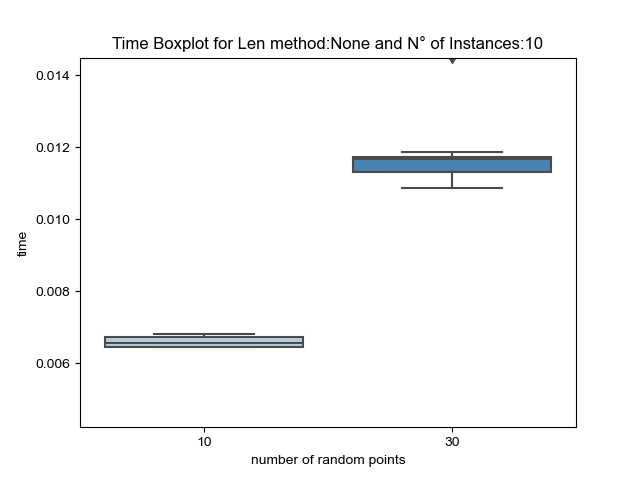 Time Boxplot for Len method:None and N° of Instances:10
0.014
0.012
0.010
0.008
0.006
time
10
30
number of random points